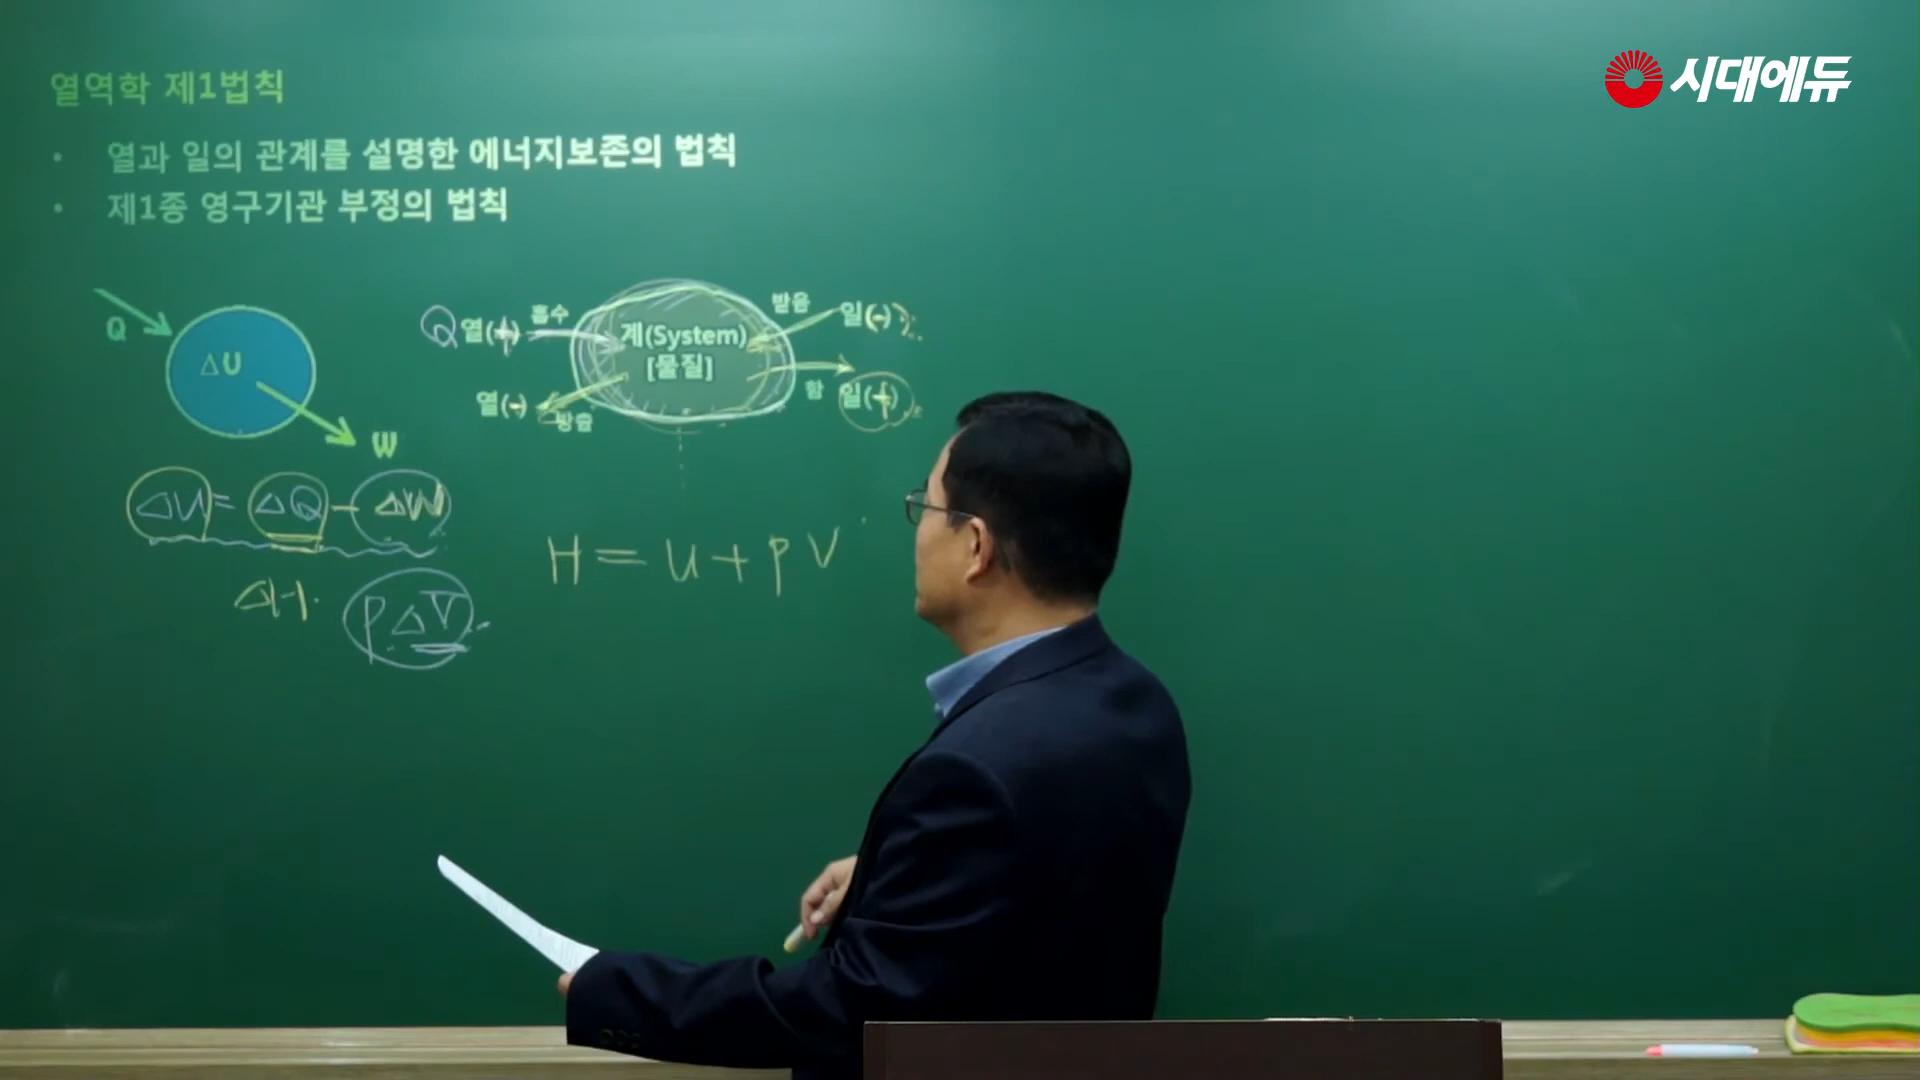 시대에듀
열역학 제1법칙
• 열과 일의 관계를 설명한 에너지보존의 법칙
• 제1종 영구기관 부정의 법칙
Q
ΔU
W
Q 열(+) 흡수
계(System)
[물질]
받음 일(-)
열(-) 방출
함 일(+)
ΔU = ΔQ - ΔW
ΔH
PΔV
H = U + PV